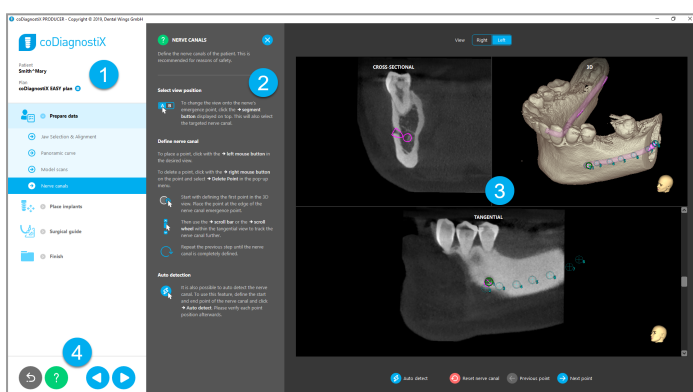 coDiagnostiX PRODUCER - Copyright © 2019, Dental Wings GmbH
coDiagnostiX
Patient
Smith^Mary
Plan
coDiagnostiX EASY plan
1
Prepare data
Jaw Selection & Alignment
Panoramic curve
Model scans
Nerve canals
Place implants
Surgical guide
Finish
4
?
? NERVE CANALS
Define the nerve canals of the patient. This is
recommended for reasons of safety.
2
Select view position
A B
To change the view onto the nerve's
emergence point, click the ➔ segment
button displayed on top. This will also select
the targeted nerve canal.
Define nerve canal
To place a point, click with the ➔ left mouse button in
the desired view.
To delete a point, click with the ➔ right mouse button
on the point and select ➔ Delete Point in the pop-up
menu.
Start with defining the first point in the 3D
view. Place the point at the edge of the
nerve canal emergence point.
Then use the ➔ scroll bar or the ➔ scroll
wheel within the tangential view to track the
nerve canal further.
Repeat the previous step until the nerve
canal is completely defined.
Auto detection
It is also possible to auto detect the nerve
canal. To use this feature, define the start
and end point of the nerve canal and click
➔ Auto detect. Please verify each point
position afterwards.
View Right Left
CROSS-SECTIONAL
3D
3
TANGENTIAL
Auto detect Reset nerve canal Previous point Next point